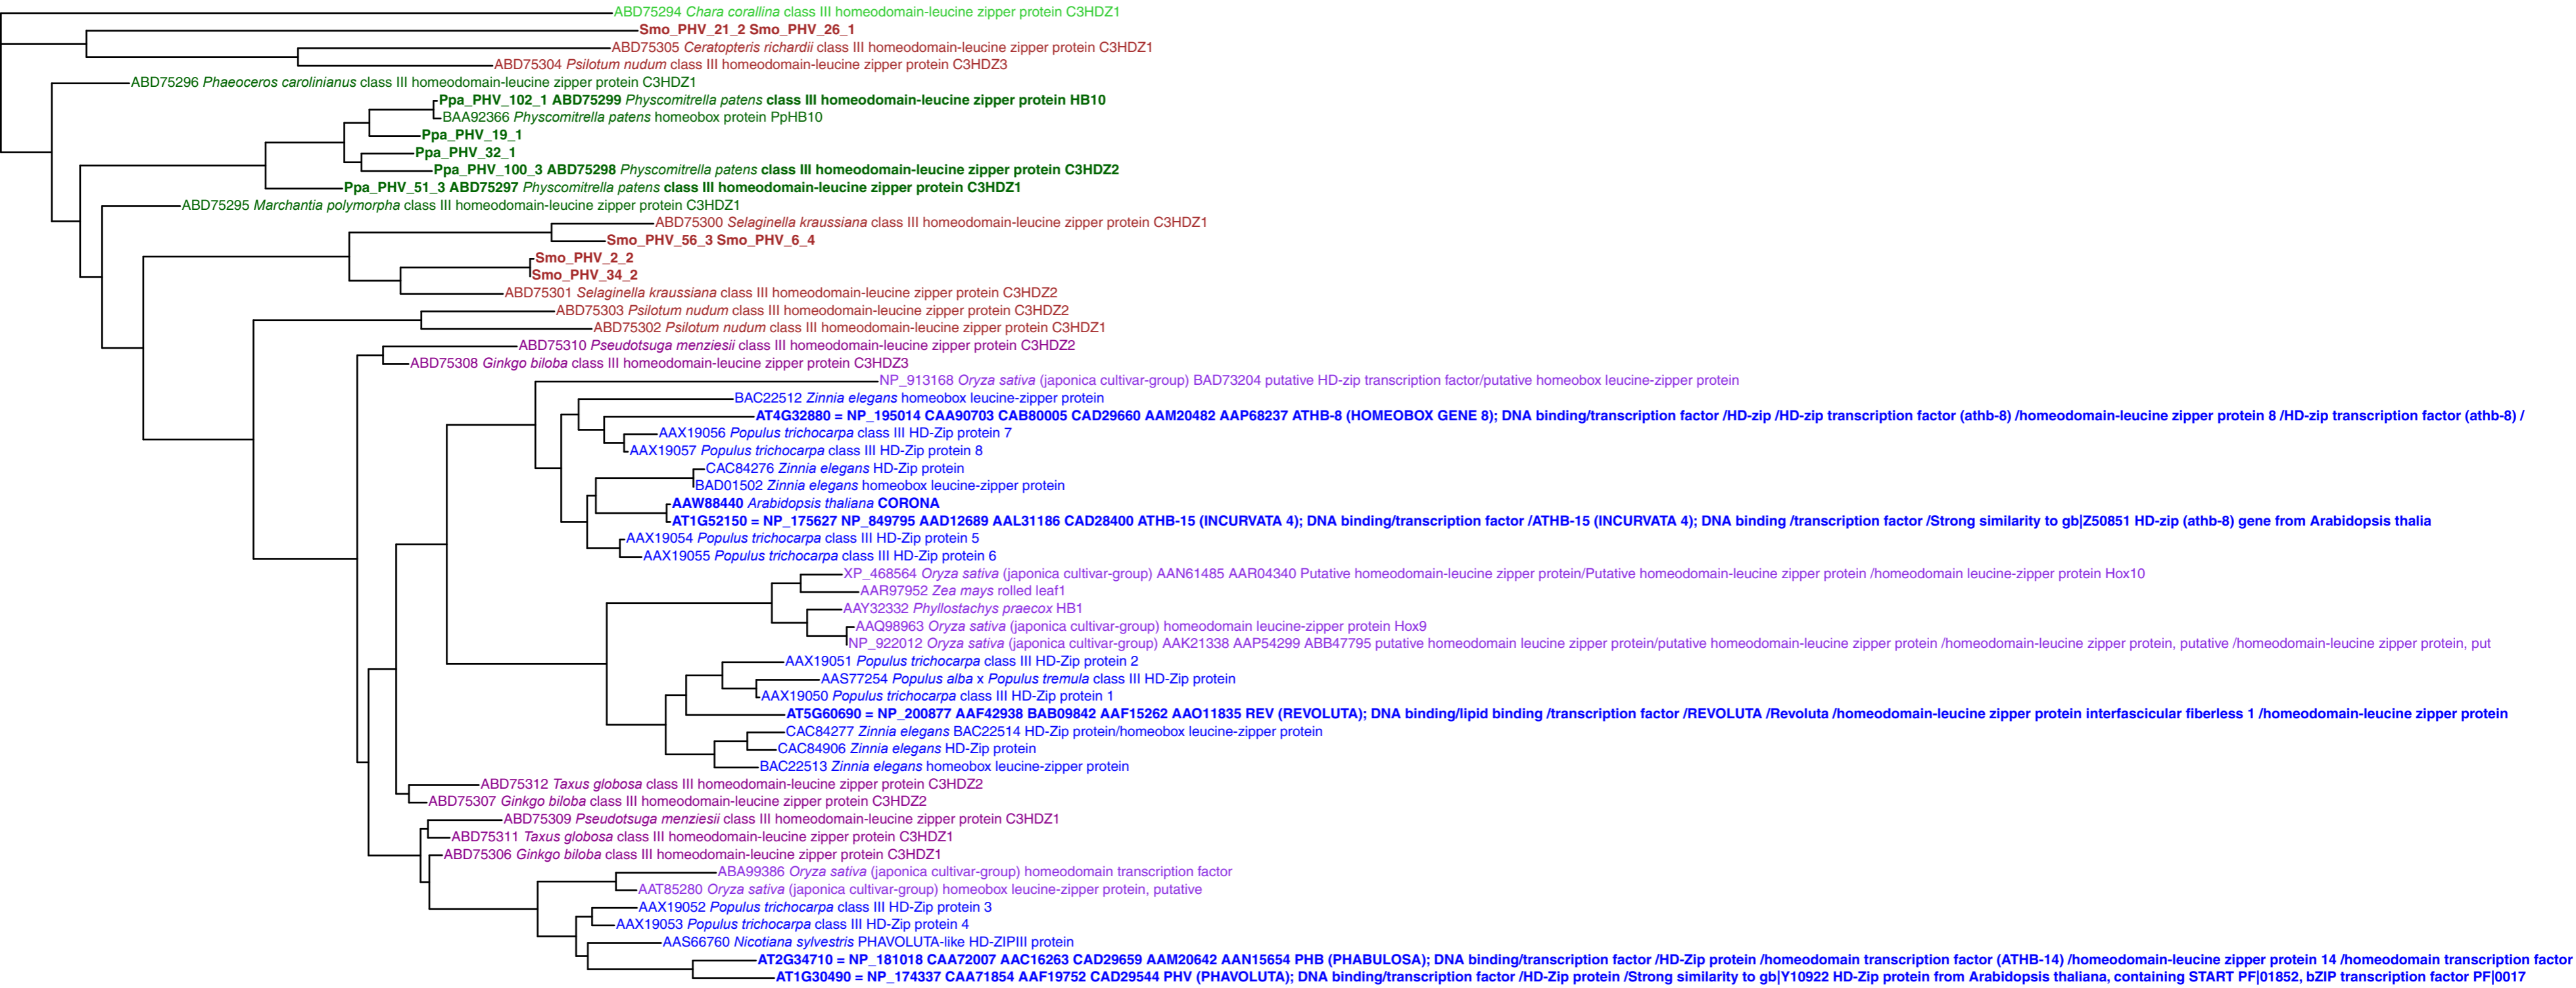 ABD75294 Chara corallina class III homeodomain-leucine zipper protein C3HDZ1
Smo_PHV_21_2 Smo_PHV_26_1
ABD75305 Ceratopteris richardii class III homeodomain-leucine zipper protein C3HDZ1
ABD75304 Psilotum nudum class III homeodomain-leucine zipper protein C3HDZ3
ABD75296 Phaeoceros carolinianus class III homeodomain-leucine zipper protein C3HDZ1
Ppa_PHV_102_1 ABD75299 Physcomitrella patens class III homeodomain-leucine zipper protein HB10
BAA92366 Physcomitrella patens homeobox protein PpHB10
Ppa_PHV_19_1
Ppa_PHV_32_1
Ppa_PHV_100_3 ABD75298 Physcomitrella patens class III homeodomain-leucine zipper protein C3HDZ2
Ppa_PHV_51_3 ABD75297 Physcomitrella patens class III homeodomain-leucine zipper protein C3HDZ1
ABD75295 Marchantia polymorpha class III homeodomain-leucine zipper protein C3HDZ1
ABD75300 Selaginella kraussiana class III homeodomain-leucine zipper protein C3HDZ1
Smo_PHV_56_3 Smo_PHV_6_4
Smo_PHV_2_2
Smo_PHV_34_2
ABD75301 Selaginella kraussiana class III homeodomain-leucine zipper protein C3HDZ2
ABD75303 Psilotum nudum class III homeodomain-leucine zipper protein C3HDZ2
ABD75302 Psilotum nudum class III homeodomain-leucine zipper protein C3HDZ1
ABD75310 Pseudotsuga menziesii class III homeodomain-leucine zipper protein C3HDZ2
ABD75308 Ginkgo biloba class III homeodomain-leucine zipper protein C3HDZ3
NP_913168 Oryza sativa (japonica cultivar-group) BAD73204 putative HD-zip transcription factor/putative homeobox leucine-zipper protein
BAC22512 Zinnia elegans homeobox leucine-zipper protein
AT4G32880 = NP_195014 CAA90703 CAB80005 CAD29660 AAM20482 AAP68237 ATHB-8 (HOMEOBOX GENE 8); DNA binding/transcription factor /HD-zip /HD-zip transcription factor (athb-8) /homeodomain-leucine zipper protein 8 /HD-zip transcription factor (athb-8) /
AAX19056 Populus trichocarpa class III HD-Zip protein 7
AAX19057 Populus trichocarpa class III HD-Zip protein 8
CAC84276 Zinnia elegans HD-Zip protein
BAD01502 Zinnia elegans homeobox leucine-zipper protein
AAW88440 Arabidopsis thaliana CORONA
AT1G52150 = NP_175627 NP_849795 AAD12689 AAL31186 CAD28400 ATHB-15 (INCURVATA 4); DNA binding/transcription factor /ATHB-15 (INCURVATA 4); DNA binding /transcription factor /Strong similarity to gb|Z50851 HD-zip (athb-8) gene from Arabidopsis thalia
AAX19054 Populus trichocarpa class III HD-Zip protein 5
AAX19055 Populus trichocarpa class III HD-Zip protein 6
XP_468564 Oryza sativa (japonica cultivar-group) AAN61485 AAR04340 Putative homeodomain-leucine zipper protein/Putative homeodomain-leucine zipper protein /homeodomain leucine-zipper protein Hox10
AAR97952 Zea mays rolled leaf1
AAY32332 Phyllostachys praecox HB1
AAQ98963 Oryza sativa (japonica cultivar-group) homeodomain leucine-zipper protein Hox9
NP_922012 Oryza sativa (japonica cultivar-group) AAK21338 AAP54299 ABB47795 putative homeodomain leucine zipper protein/putative homeodomain-leucine zipper protein /homeodomain-leucine zipper protein, putative /homeodomain-leucine zipper protein, put
AAX19051 Populus trichocarpa class III HD-Zip protein 2
AAS77254 Populus alba x Populus tremula class III HD-Zip protein
AAX19050 Populus trichocarpa class III HD-Zip protein 1
AT5G60690 = NP_200877 AAF42938 BAB09842 AAF15262 AAO11835 REV (REVOLUTA); DNA binding/lipid binding /transcription factor /REVOLUTA /Revoluta /homeodomain-leucine zipper protein interfascicular fiberless 1 /homeodomain-leucine zipper protein
CAC84277 Zinnia elegans BAC22514 HD-Zip protein/homeobox leucine-zipper protein
CAC84906 Zinnia elegans HD-Zip protein
BAC22513 Zinnia elegans homeobox leucine-zipper protein
ABD75312 Taxus globosa class III homeodomain-leucine zipper protein C3HDZ2
ABD75307 Ginkgo biloba class III homeodomain-leucine zipper protein C3HDZ2
ABD75309 Pseudotsuga menziesii class III homeodomain-leucine zipper protein C3HDZ1
ABD75311 Taxus globosa class III homeodomain-leucine zipper protein C3HDZ1
ABD75306 Ginkgo biloba class III homeodomain-leucine zipper protein C3HDZ1
ABA99386 Oryza sativa (japonica cultivar-group) homeodomain transcription factor
AAT85280 Oryza sativa (japonica cultivar-group) homeobox leucine-zipper protein, putative
AAX19052 Populus trichocarpa class III HD-Zip protein 3
AAX19053 Populus trichocarpa class III HD-Zip protein 4
AAS66760 Nicotiana sylvestris PHAVOLUTA-like HD-ZIPIII protein
AT2G34710 = NP_181018 CAA72007 AAC16263 CAD29659 AAM20642 AAN15654 PHB (PHABULOSA); DNA binding/transcription factor /HD-Zip protein /homeodomain transcription factor (ATHB-14) /homeodomain-leucine zipper protein 14 /homeodomain transcription factor
AT1G30490 = NP_174337 CAA71854 AAF19752 CAD29544 PHV (PHAVOLUTA); DNA binding/transcription factor /HD-Zip protein /Strong similarity to gb|Y10922 HD-Zip protein from Arabidopsis thaliana, containing START PF|01852, bZIP transcription factor PF|0017